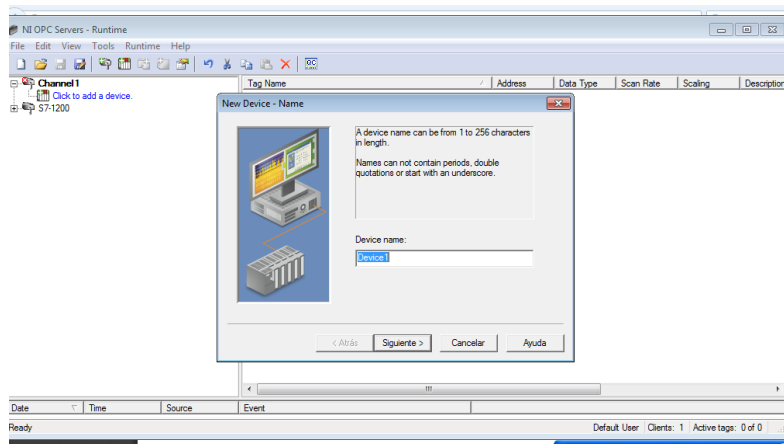 NI OPC Servers - Runtime
File Edit View Tools Runtime Help
Channel1
Click to add a device.
S7-1200
Tag Name Address Data Type Scan Rate Scaling Description
New Device - Name
A device name can be from 1 to 256 characters
in length.
Names can not contain periods, double
quotations or start with an underscore.
Device name:
Device1
< Atrás Siguiente > Cancelar Ayuda
Date Time Source Event
Ready Default User Clients: 1 Active tags: 0 of 0